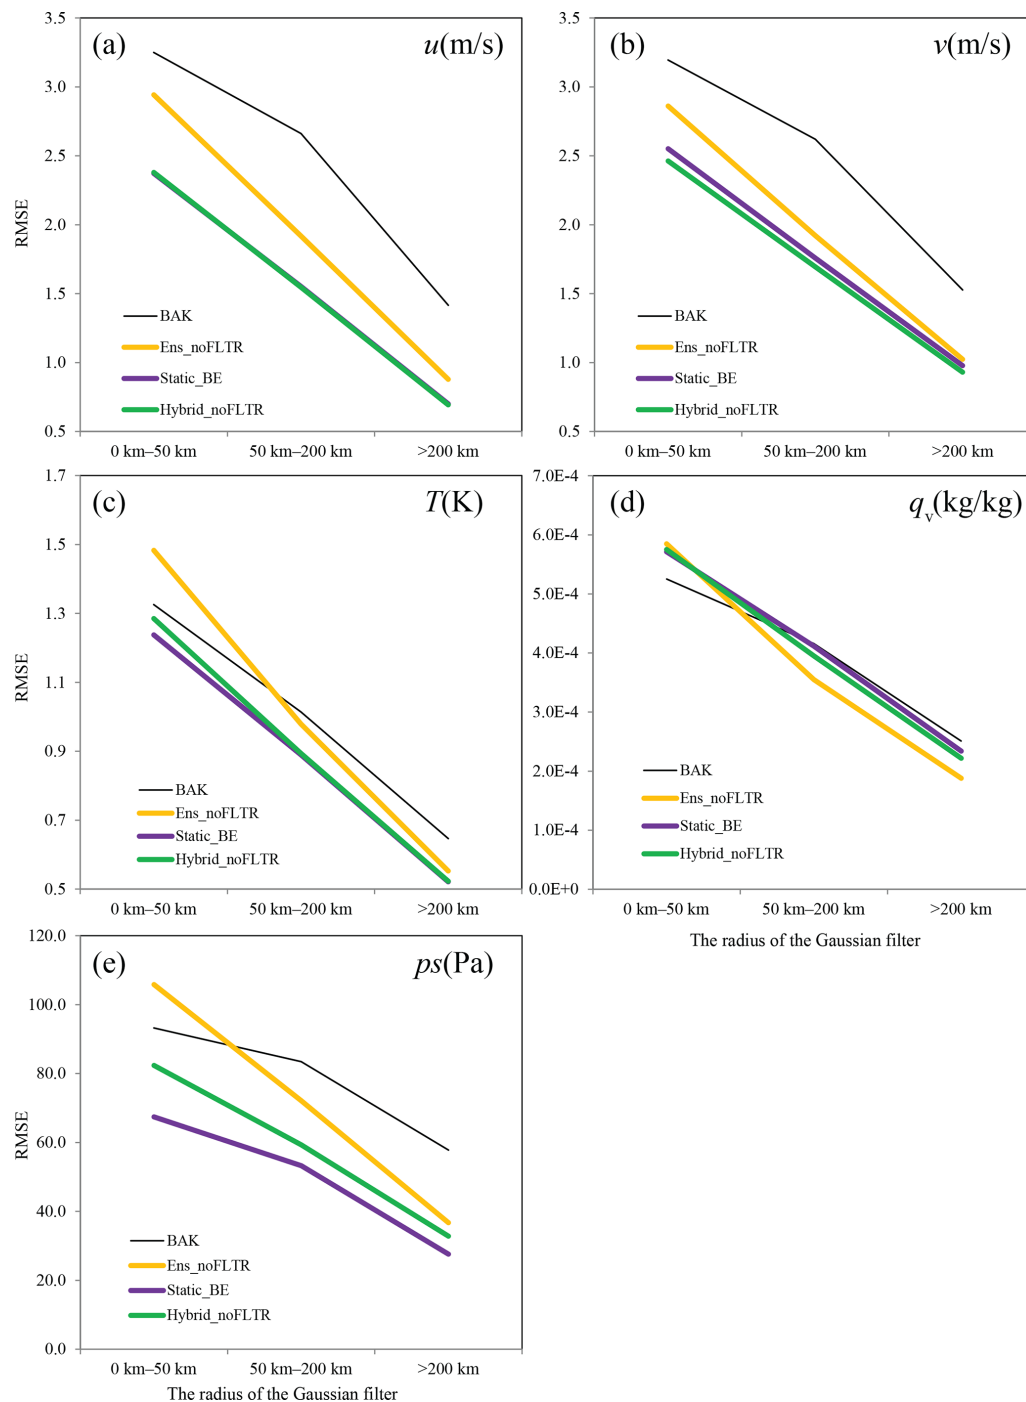 (a) u(m/s)
3.5
3.0
2.5
2.0
1.5
1.0
0.5
RMSE
BAK
Ens_noFLTR
Static_BE
Hybrid_noFLTR
0 km–50 km 50 km–200 km >200 km
(b) v(m/s)
3.5
3.0
2.5
2.0
1.5
1.0
0.5
BAK
Ens_noFLTR
Static_BE
Hybrid_noFLTR
0 km–50 km 50 km–200 km >200 km
(c) T(K)
1.7
1.5
1.3
1.1
0.9
0.7
0.5
RMSE
BAK
Ens_noFLTR
Static_BE
Hybrid_noFLTR
0 km–50 km 50 km–200 km >200 km
(d) qv(kg/kg)
7.0E-4
6.0E-4
5.0E-4
4.0E-4
3.0E-4
2.0E-4
1.0E-4
0.0E+0
BAK
Ens_noFLTR
Static_BE
Hybrid_noFLTR
0 km–50 km 50 km–200 km >200 km
The radius of the Gaussian filter
(e) ps(Pa)
120.0
100.0
80.0
60.0
40.0
20.0
0.0
RMSE
BAK
Ens_noFLTR
Static_BE
Hybrid_noFLTR
0 km–50 km 50 km–200 km >200 km
The radius of the Gaussian filter